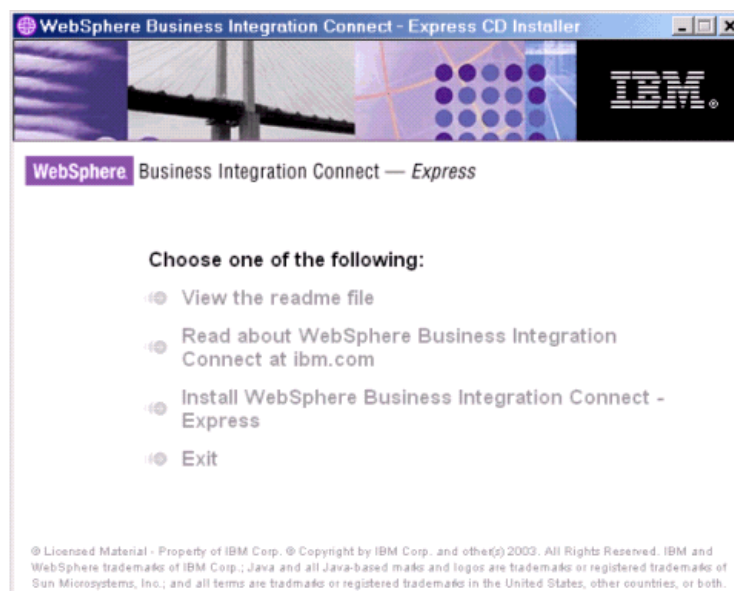 WebSphere Business Integration Connect - Express CD Installer
IBM®
WebSphere Business Integration Connect — Express
Choose one of the following:
View the readme file
Read about WebSphere Business Integration
Connect at ibm.com
Install WebSphere Business Integration Connect -
Express
Exit
® Licensed Material - Property of IBM Corp. © Copyright by IBM Corp. and other(s) 2003. All Rights Reserved. IBM and
WebSphere trademarks of IBM Corp.; Java and all Java-based marks and logos are trademarks or registered trademarks of
Sun Microsystems, Inc.; and all terms are tradmarks or registered trademarks in the United States, other countries, or both.